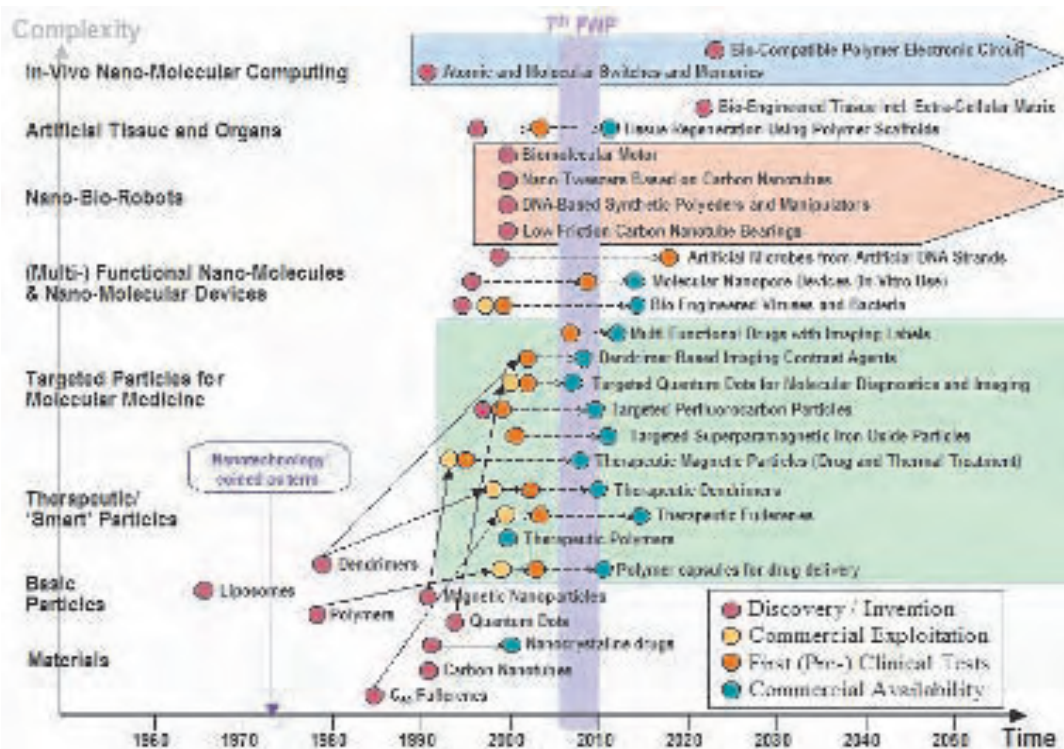 Complexity
7th FWP
Bio-Compatible Polymer Electronic Circuit
In-Vivo Nano-Molecular Computing
Atomic and Molecular Switches and Memories
Bio-Engineered Tissue incl. Extra-Cellular Matrix
Artificial Tissue and Organs
Tissue Regeneration Using Polymer Scaffolds
Biomolecular Motor
Nano Tweezers Based on Carbon Nanotubes
Nano-Bio-Robots
DNA-Based Synthetic Polyeders and Manipulators
Low Friction Carbon Nanotube Bearings
Artificial Microbes from Artificial DNA Strands
(Multi-) Functional Nano-Molecules
& Nano-Molecular Devices
Molecular Nanopore Devices (In Vitro Use)
Bio Engineered Viruses and Bacteria
Multi Functional Drugs with Imaging Labels
Dendrimer Based Imaging Contrast Agents
Targeted Particles for
Molecular Medicine
Targeted Quantum Dots for Molecular Diagnostics and Imaging
Targeted Perfluorocarbon Particles
Targeted Superparamagnetic Iron Oxide Particles
'Nanotechnology'
coined as term
Therapeutic Magnetic Particles (Drug and Thermal Treatment)
Therapeutic Dendrimers
Therapeutic/
'Smart' Particles
Therapeutic Fullerenes
Therapeutic Polymers
Dendrimers
Polymer capsules for drug delivery
Basic
Particles
Liposomes
Magnetic Nanoparticles
Polymers
Quantum Dots
Nanocrystaline drugs
Materials
Carbon Nanotubes
C60 Fullerenes
Discovery / Invention
Commercial Exploitation
First (Pre-) Clinical Tests
Commercial Availability
1960 1970 1980 1990 2000 2010 2020 2030 2040 2050 Time